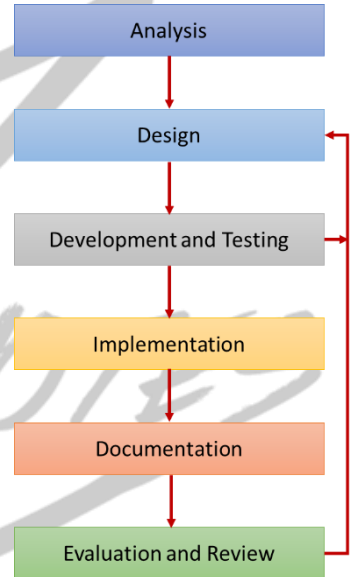 Analysis
Design
Development and Testing
Implementation
Documentation
Evaluation and Review